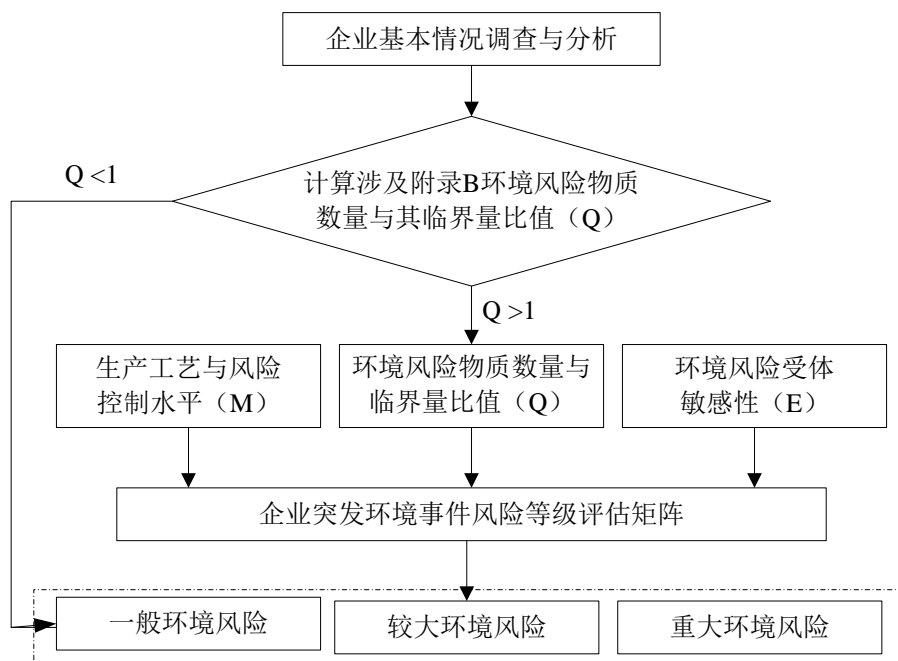 企业基本情况调查与分析
Q <1
计算涉及附录B环境风险物质
数量与其临界量比值（Q）
Q >1
生产工艺与风险
控制水平（M）
环境风险物质数量与
临界量比值（Q）
环境风险受体
敏感性（E）
企业突发环境事件风险等级评估矩阵
一般环境风险
较大环境风险
重大环境风险